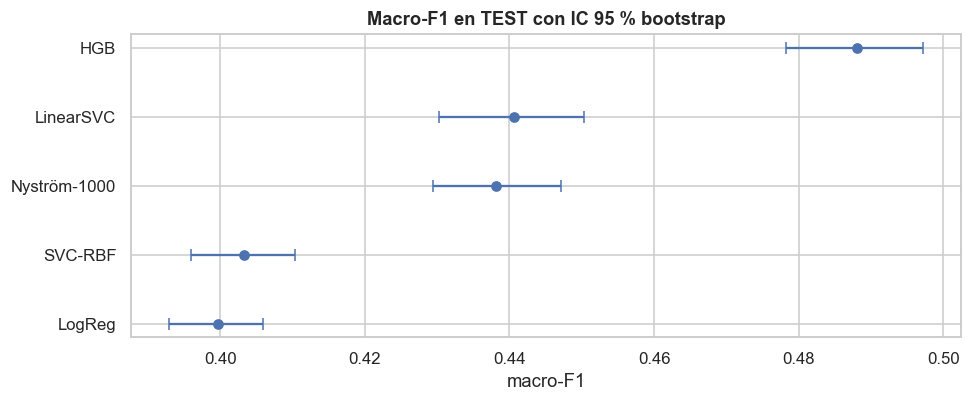 Macro-F1 en TEST con IC 95 % bootstrap
HGB
LinearSVC
Nyström-1000
SVC-RBF
LogReg
0.40 0.42 0.44 0.46 0.48 0.50
macro-F1